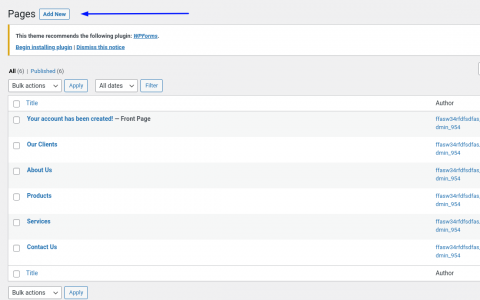 Pages Add New
This theme recommends the following plugin: WPForms.
Begin installing plugin | Dismiss this notice
All (6) | Published (6)
Bulk actions Apply All dates Filter
Title Author
Your account has been created! — Front Page ffasw34rfdfsdfas
dmin_954
Our Clients ffasw34rfdfsdfas
dmin_954
About Us ffasw34rfdfsdfas
dmin_954
Products ffasw34rfdfsdfas
dmin_954
Services ffasw34rfdfsdfas
dmin_954
Contact Us ffasw34rfdfsdfas
dmin_954
Title Author
Bulk actions Apply